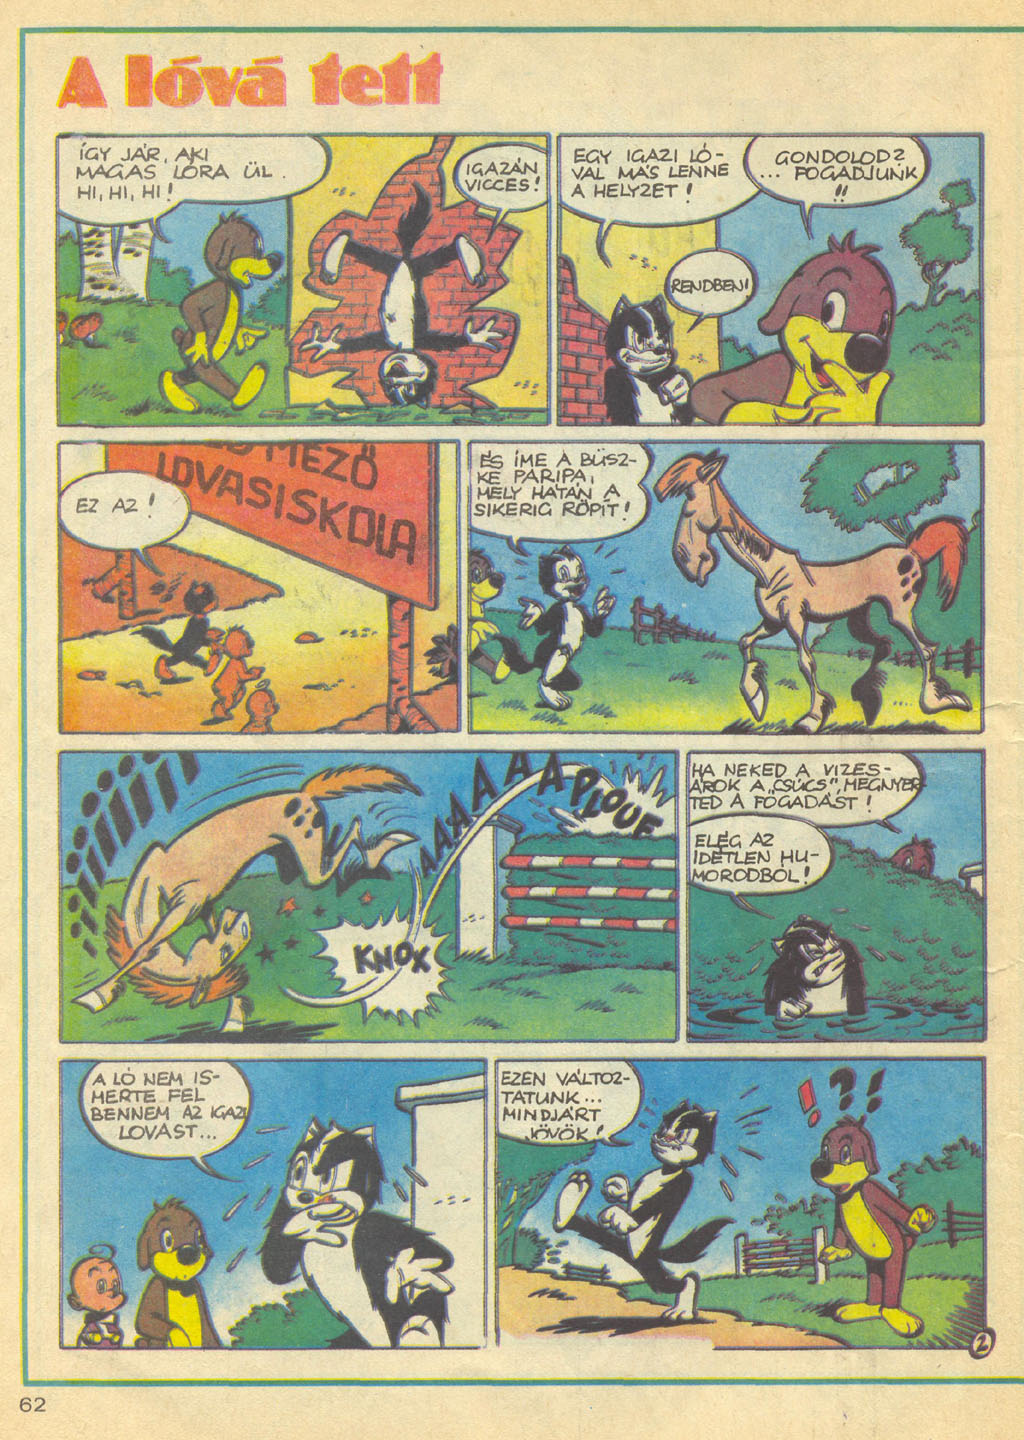 A lóvá tett
ÍGY JÁR, AKI
MAGAS LÓRA ÜL.
HI, HI, HI!
IGAZÁN
VICCES!
EGY IGAZI LÓ-
VAL MÁS LENNE
A HELYZET!
GONDOLOD?
... FOGADJUNK
!!
RENDBEN!
EZ AZ!
MEZŐ
LOVASISKOLA
ÉS ÍME A BÜSZ-
KE PARIPA,
MELY HÁTÁN A
SIKERIG RÖPÍT!
AAAAAAAA
PLOUF
KNOX
HA NEKED A VIZES-
ÁROK A „CSÚCS”, MEGNYER-
TED A FOGADÁST!
ELÉG AZ
IDÉTLEN HU-
MORODBÓL!
A LÓ NEM IS-
MERTE FEL
BENNEM AZ IGAZI
LOVAST...
EZEN VÁLTOZ-
TATUNK...
MINDJÁRT
JÖVÖK!
!??!
2
62